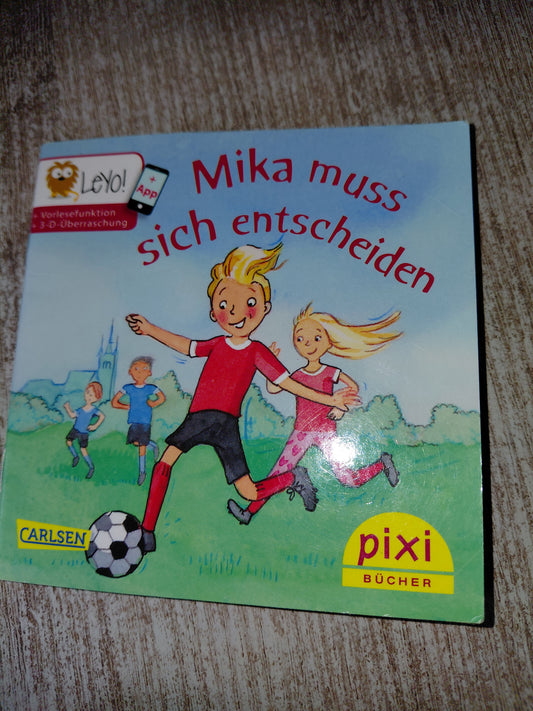 LeYo!
+
App
+ Vorlesefunktion
+ 3-D-Überraschung
Mika muss
sich entscheiden
CARLSEN
pixi
BÜCHER